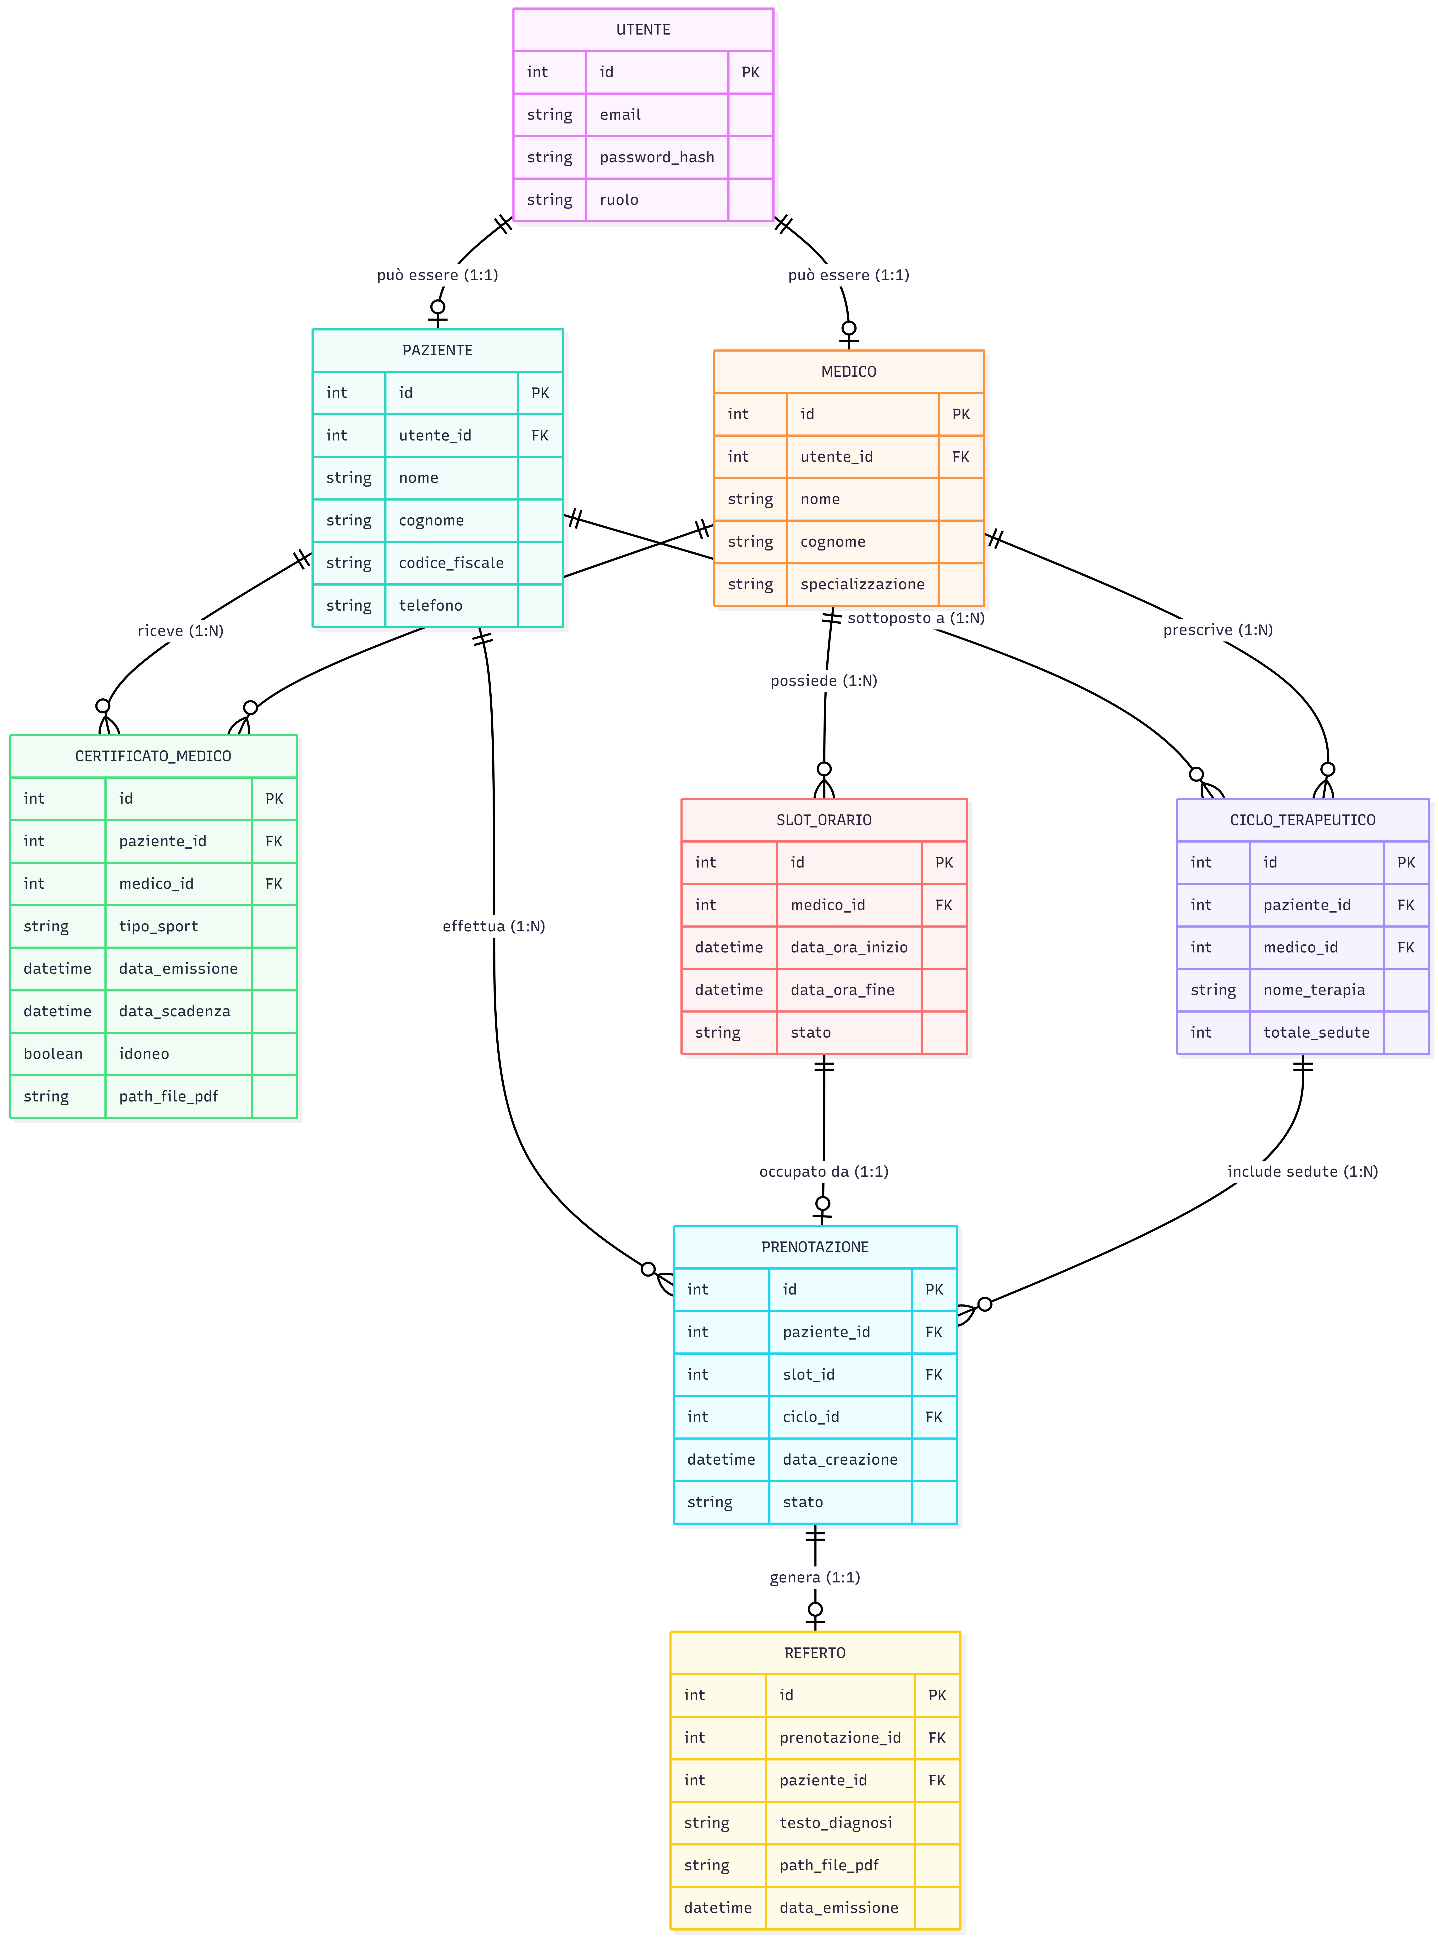 UTENTE
int id PK
string email
string password_hash
string ruolo
può essere (1:1)
può essere (1:1)
PAZIENTE
int id PK
int utente_id FK
string nome
string cognome
string codice_fiscale
string telefono
MEDICO
int id PK
int utente_id FK
string nome
string cognome
string specializzazione
riceve (1:N)
sottoposto a (1:N)
prescrive (1:N)
possiede (1:N)
CERTIFICATO_MEDICO
int id PK
int paziente_id FK
int medico_id FK
string tipo_sport
datetime data_emissione
datetime data_scadenza
boolean idoneo
string path_file_pdf
effettua (1:N)
SLOT_ORARIO
int id PK
int medico_id FK
datetime data_ora_inizio
datetime data_ora_fine
string stato
CICLO_TERAPEUTICO
int id PK
int paziente_id FK
int medico_id FK
string nome_terapia
int totale_sedute
occupato da (1:1)
include sedute (1:N)
PRENOTAZIONE
int id PK
int paziente_id FK
int slot_id FK
int ciclo_id FK
datetime data_creazione
string stato
genera (1:1)
REFERTO
int id PK
int prenotazione_id FK
int paziente_id FK
string testo_diagnosi
string path_file_pdf
datetime data_emissione